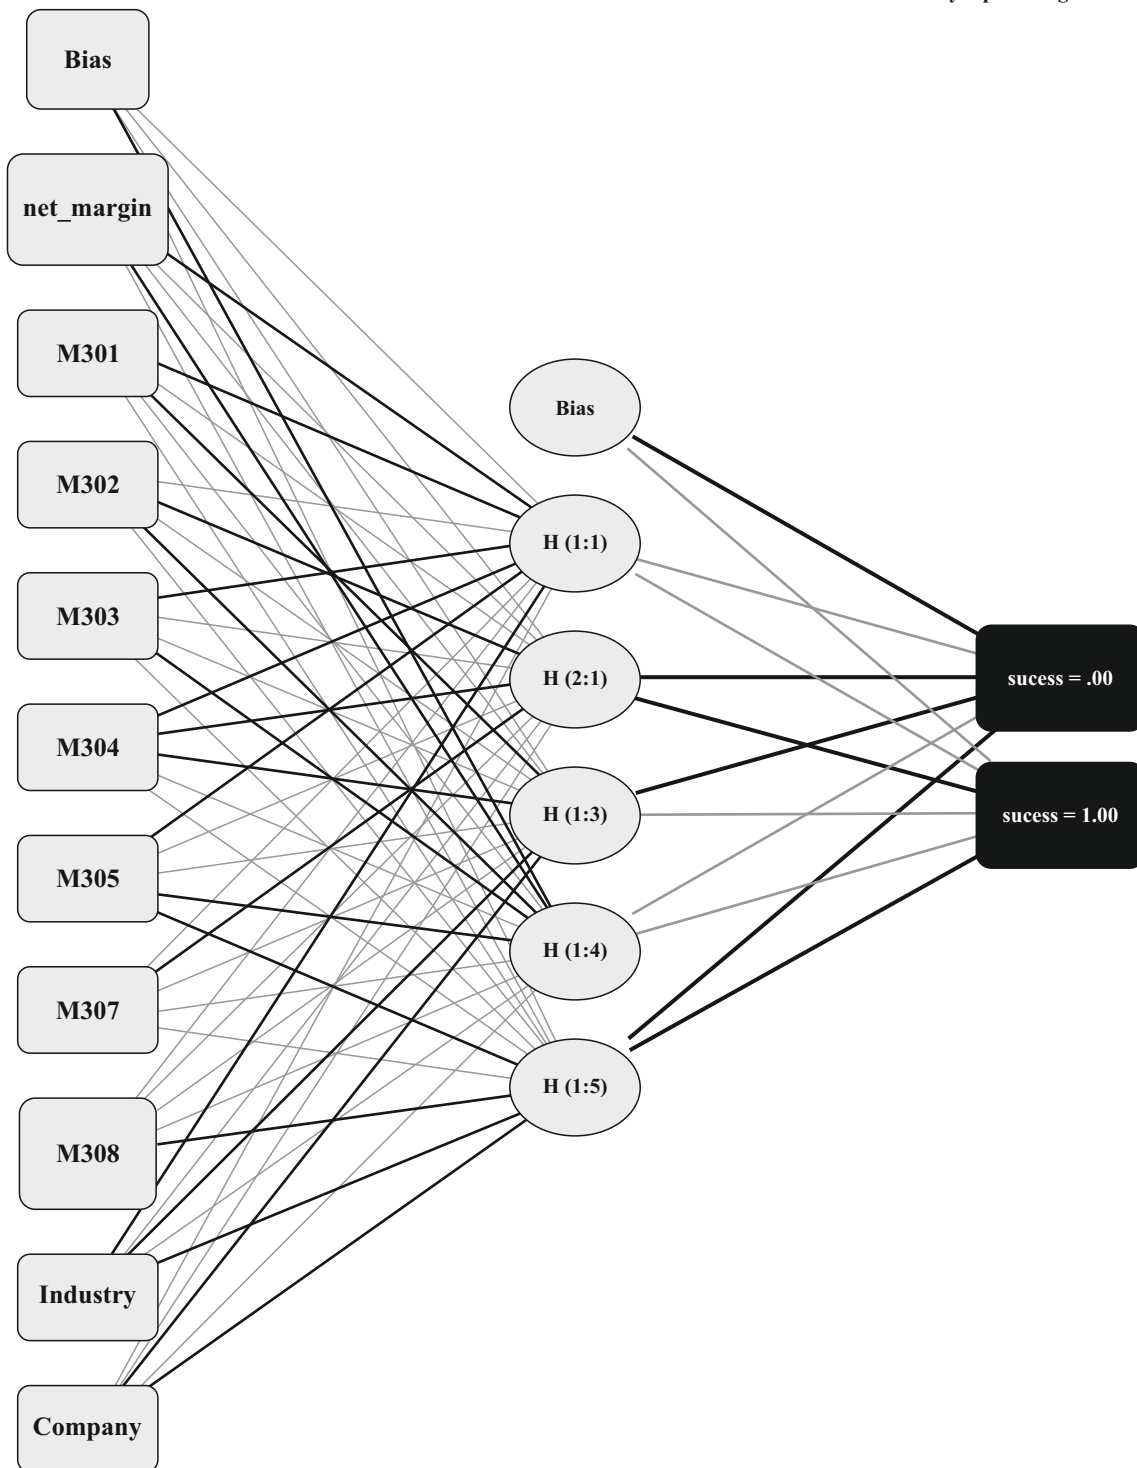 Bias
net_margin
M301
M302
M303
M304
M305
M307
M308
Industry
Company
Bias
H (1:1)
H (2:1)
H (1:3)
H (1:4)
H (1:5)
sucess = .00
sucess = 1.00